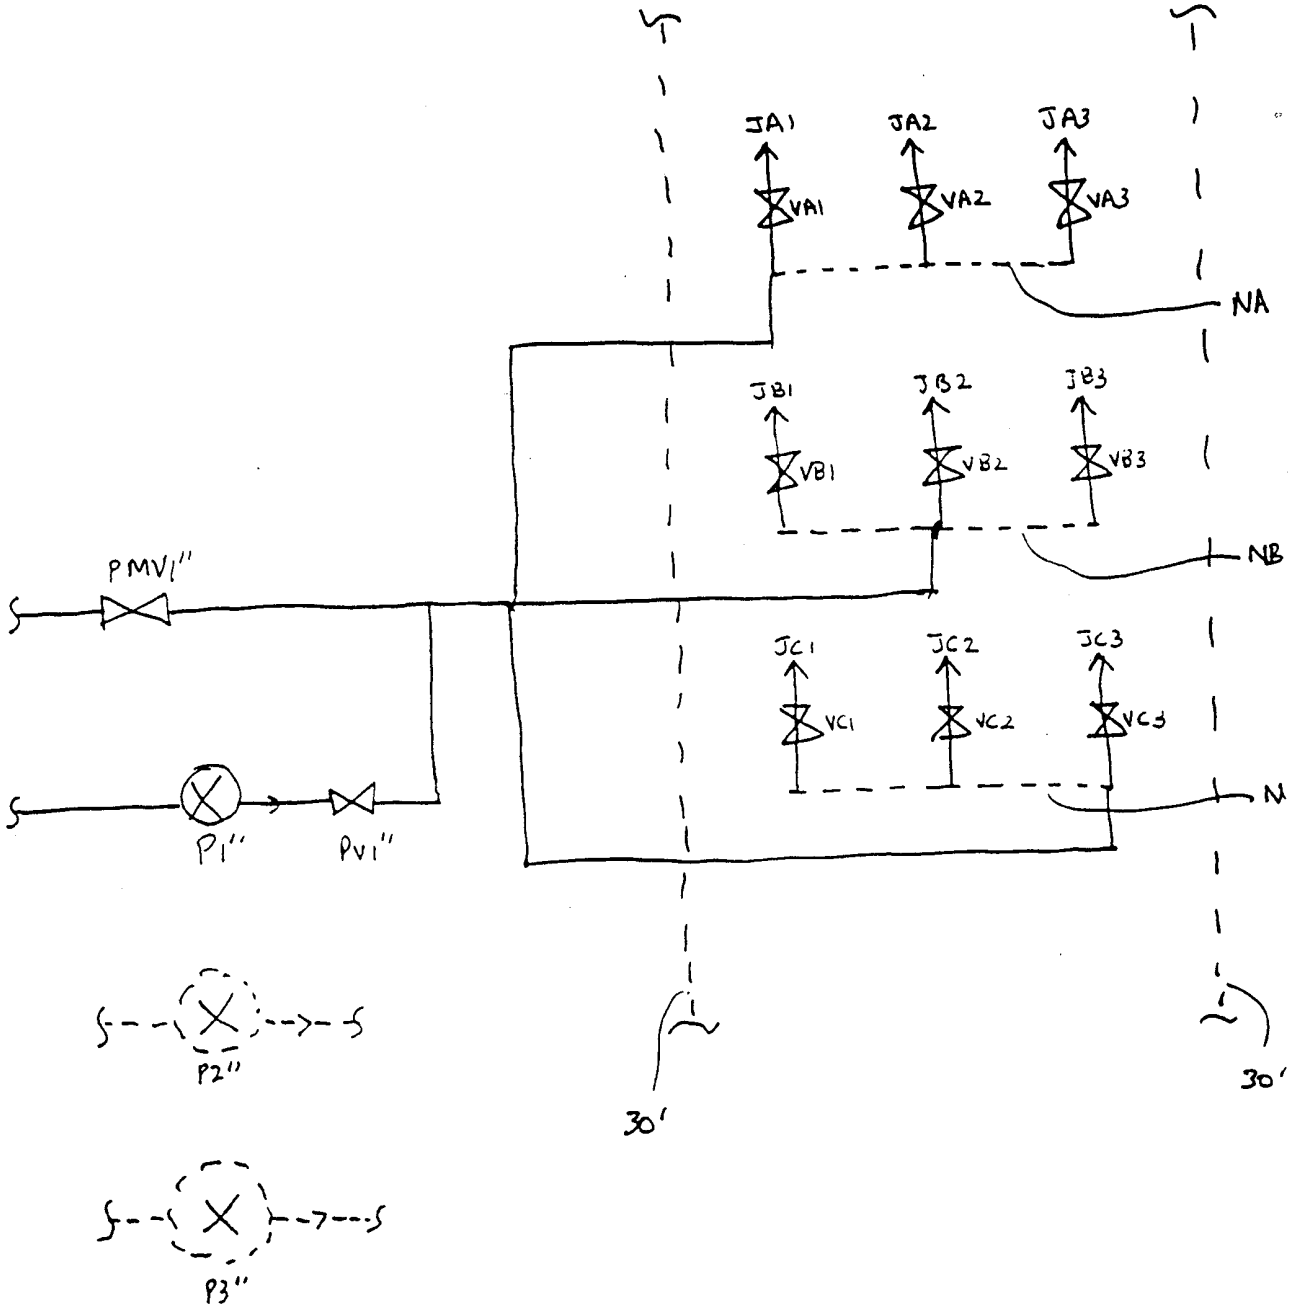 JA1 JA2 JA3
VA1 VA2 VA3
NA
JB1 JB2 JB3
VB1 VB2 VB3
NB
PMV1"
JC1 JC2 JC3
VC1 VC2 VC3
N
P1" PV1"
P2"
30'
30'
P3"